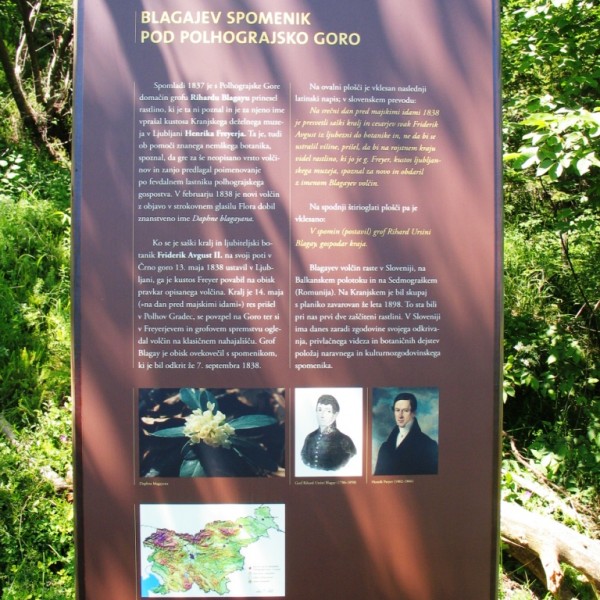 BLAGAJEV SPOMENIK
POD POLHOGRAJSKO GORO
Spomladi 1837 je s Polhograjske Gore
domačin grofu Rihardu Blagayu prinesel
rastlino, ki je ta ni poznal in je za njeno ime
vprašal kustosa Kranjskega deželnega muze-
ja v Ljubljani Henrika Freyerja. Ta je, tudi
ob pomoči znanega nemškega botanika,
spoznal, da gre za še neopisano vrsto volčin-
ov in zanjo predlagal poimenovanje
po fevdalnem lastniku polhograjskega
gospostva. V februarju 1838 je novi volčin
z objavo v strokovnem glasilu Flora dobil
znanstveno ime Daphne blagayana.
Ko se je saški kralj in ljubiteljski bo-
tanik Friderik Avgust II. na svoji poti v
Črno goro 13. maja 1838 ustavil v Ljub-
ljani, ga je kustos Freyer povabil na obisk
pravkar opisanega volčina. Kralj je 14. maja
(»na dan pred majskimi idami«) res prišel
v Polhov Gradec, se povzpel na Goro ter si
v Freyerjevem in grofovem spremstvu ogle-
dal volčin na klasičnem nahajališču. Grof
Blagay je obisk ovekovečil s spomenikom,
ki je bil odkrit že 7. septembra 1838.
Na ovalni plošči je vklesan naslednji
latinski napis, v slovenskem prevodu:
Na srečni dan pred majskimi idami 1838
je presvetli saški kralj in cesarjev svak Friderik
Avgust iz ljubezni do botanike in, ne da bi se
ustrašil višine, prišel, da bi na rojstnem kraju
videl rastlino, ki jo je g. Freyer, kustos ljubljan-
skega muzeja, spoznal za novo in obdaril
z imenom Blagayev volčin.
Na spodnji štirioglati plošči pa je
vklesano:
V spomin (postavil) grof Rihard Ursini
Blagay, gospodar kraja.
Blagayev volčin raste v Sloveniji, na
Balkanskem polotoku in na Sedmograškem
(Romunija). Na Kranjskem je bil skupaj
s planiko zavarovan že leta 1898. To sta bili
pri nas prvi dve zaščiteni rastlini. V Sloveniji
ima danes zaradi zgodovine svojega odkriva-
nja, privlačnega videza in botaničnih dejstev
položaj naravnega in kulturnozgodovinskega
spomenika.
Daphne blagayana